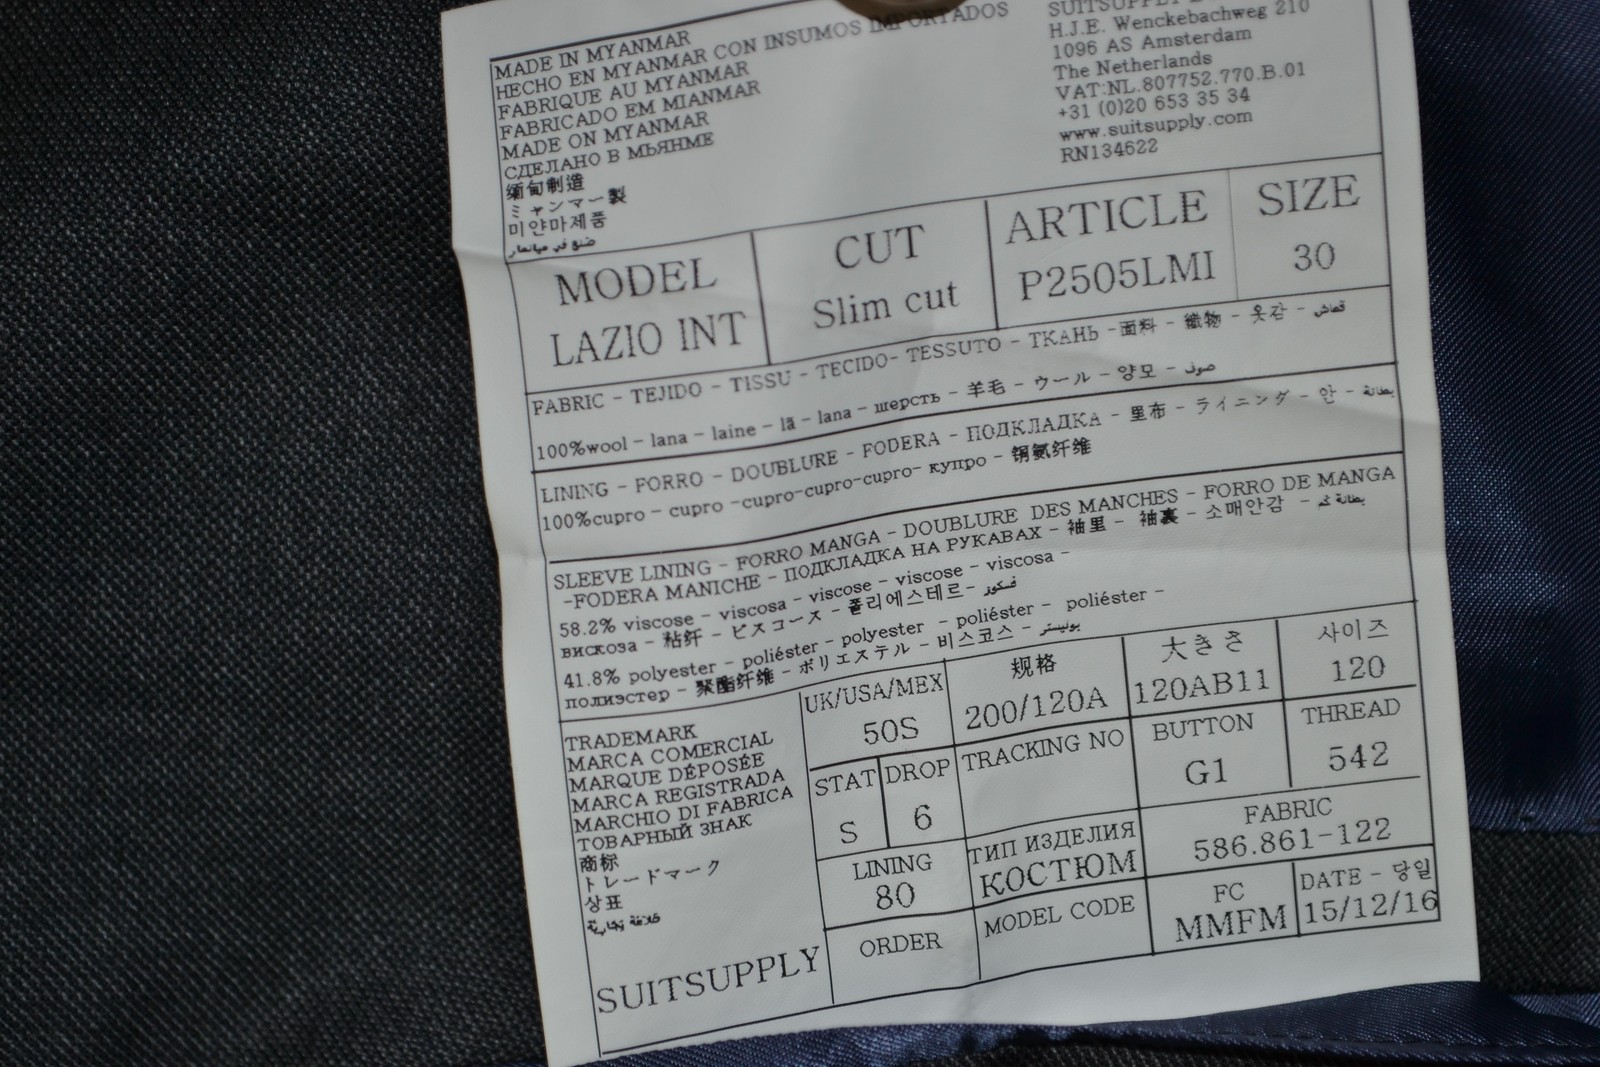 MADE IN MYANMAR
HECHO EN MYANMAR CON INSUMOS IMPORTADOS
FABRIQUE AU MYANMAR
FABRICADO EM MIANMAR
MADE ON MYANMAR
СДЕЛАНО В МЬЯНМЕ
缅甸制造
ミャンマー製
미얀마제품
صنع في ميانمار
SUITSUPPLY
H.J.E. Wenckebachweg 210
1096 AS Amsterdam
The Netherlands
VAT:NL.807752.770.B.01
+31 (0)20 653 35 34
www.suitsupply.com
RN134622
MODEL
LAZIO INT
CUT
Slim cut
ARTICLE
P2505LMI
SIZE
30
FABRIC - TEJIDO - TISSU - TECIDO- TESSUTO - ТКАНЬ -面料 - 織物 - 옷감 - قماش
100%wool - lana - laine - lã - lana - шерсть - 羊毛 - ウール - 양모 - صوف
LINING - FORRO - DOUBLURE - FODERA - ПОДКЛАДКА - 里布 - ライニング - 안 - بطانة
100%cupro - cupro -cupro-cupro-cupro- купро - 铜氨纤维
SLEEVE LINING - FORRO MANGA - DOUBLURE DES MANCHES - FORRO DE MANGA
-FODERA MANICHE - ПОДКЛАДКА НА РУКАВАХ - 袖里 - 袖裏 - 소매안감 - بطانة كم
58.2% viscose - viscosa - viscose - viscose - viscosa -
вискоза - 粘纤 - ビスコース - 폴리에스테르- فسكوز
41.8% polyester - poliéster - polyester - poliéster - poliéster -
полиэстер - 聚酯纤维 - ポリエステル - 비스코스 - بوليستر
TRADEMARK
MARCA COMERCIAL
MARQUE DÉPOSÉE
MARCA REGISTRADA
MARCHIO DI FABRICA
ТОВАРНЫЙ ЗНАК
商标
トレードマーク
상표
علامة تجارية
SUITSUPPLY
UK/USA/MEX
50S
规格
200/120A
大きさ
120AB11
사이즈
120
STAT
S
DROP
6
TRACKING NO
BUTTON
G1
THREAD
542
LINING
80
ТИП ИЗДЕЛИЯ
КОСТЮМ
FABRIC
586.861-122
ORDER
MODEL CODE
FC
MMFM
DATE - 당일
15/12/16